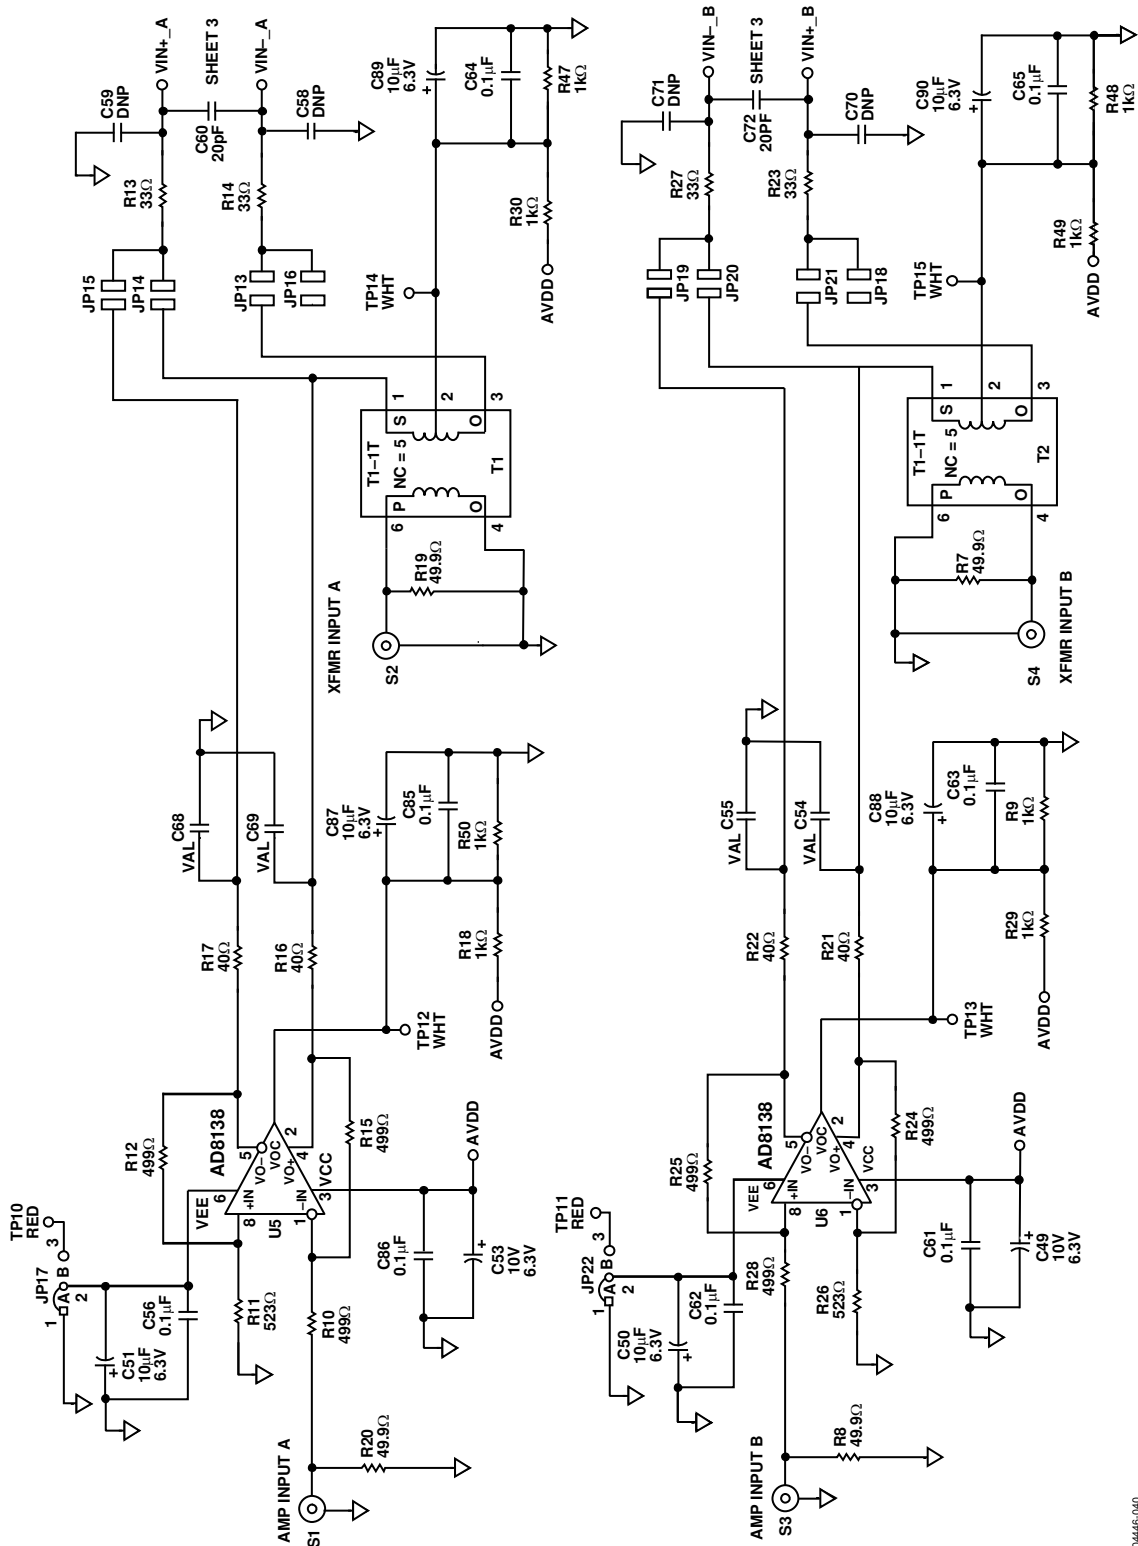 VIN+_A
SHEET 3
VIN–_A
C59
DNP
C60
20pF
C58
DNP
R13
33Ω
R14
33Ω
JP15
JP14
JP13
JP16
C89
10µF
6.3V
+
C64
0.1µF
R47
1kΩ
R30
1kΩ
AVDD
TP14
WHT
T1–1T
NC = 5
T1
S
O
P
O
1
2
3
6
4
R19
49.9Ω
XFMR INPUT A
S2
C68
VAL
C69
VAL
R17
40Ω
R16
40Ω
C87
10µF
6.3V
+
C85
0.1µF
R50
1kΩ
R18
1kΩ
AVDD
TP12
WHT
R12
499Ω
AD8138
U5
VO–
VOC
VO+
+IN
–IN
VEE
VCC
5
2
4
6
8
1
3
R15
499Ω
AVDD
C86
0.1µF
C53
10V
6.3V
+
TP10
RED
JP17
A
B
1
2
3
C56
0.1µF
C51
10µF
6.3V
+
R11
523Ω
R10
499Ω
R20
49.9Ω
AMP INPUT A
S1
VIN–_B
SHEET 3
VIN+_B
C71
DNP
C72
20PF
C70
DNP
R27
33Ω
R23
33Ω
JP19
JP20
JP21
JP18
C90
10µF
6.3V
+
C65
0.1µF
R48
1kΩ
R49
1kΩ
AVDD
TP15
WHT
T1–1T
NC = 5
T2
S
O
P
O
1
2
3
6
4
R7
49.9Ω
XFMR INPUT B
S4
C55
VAL
C54
VAL
R22
40Ω
R21
40Ω
C88
10µF
6.3V
+
C63
0.1µF
R9
1kΩ
R29
1kΩ
AVDD
TP13
WHT
R25
499Ω
AD8138
U6
VO–
VOC
VO+
+IN
–IN
VEE
VCC
5
2
4
6
8
1
3
R24
499Ω
AVDD
C61
0.1µF
C49
10V
6.3V
+
TP11
RED
JP22
A
B
1
2
3
C62
0.1µF
C50
10µF
6.3V
+
R28
499Ω
R26
523Ω
R8
49.9Ω
AMP INPUT B
S3
04446-040